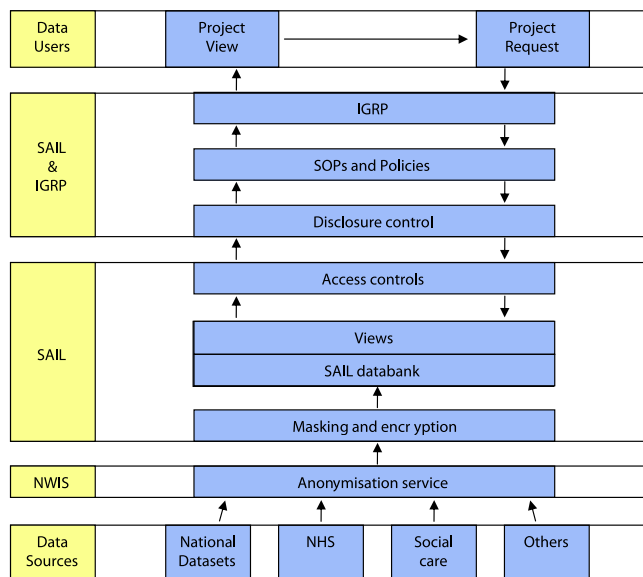 Data
Users
Project
View
Project
Request
SAIL
&
IGRP
IGRP
SOPs and Policies
Disclosure control
SAIL
Access controls
Views
SAIL databank
Masking and encr yption
NWIS
Anonymisation service
Data
Sources
National
Datasets
NHS
Social
care
Others